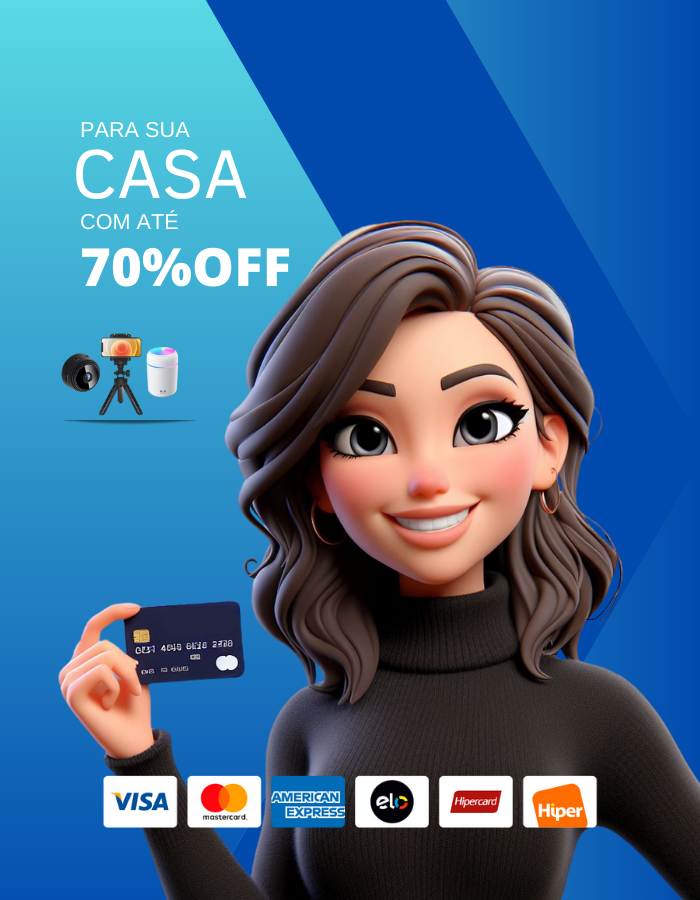 PARA SUA
CASA
COM ATÉ
70%OFF
VISA
mastercard.
AMERICAN
EXPRESS
elo
Hipercard
Hiper